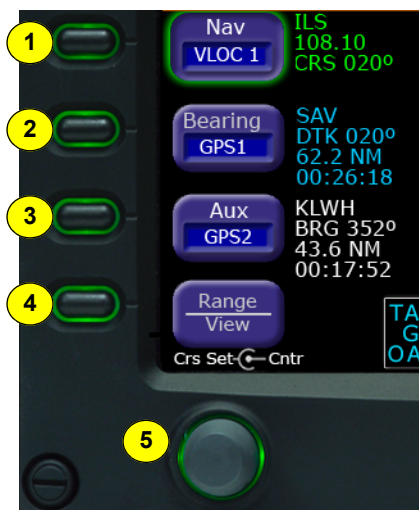 1
Nav
VLOC 1
ILS
108.10
CRS 020º
2
Bearing
GPS1
SAV
DTK 020º
62.2 NM
00:26:18
3
Aux
GPS2
KLWH
BRG 352º
43.6 NM
00:17:52
4
Range
View
TA
G
OA
Crs Set Cntr
5